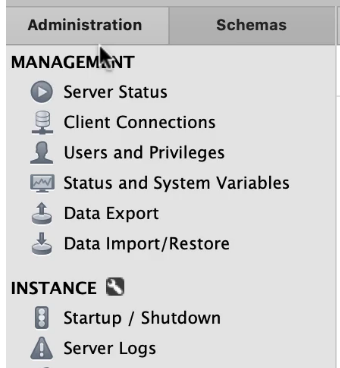 Administration Schemas
MANAGEMENT
Server Status
Client Connections
Users and Privileges
Status and System Variables
Data Export
Data Import/Restore
INSTANCE
Startup / Shutdown
Server Logs